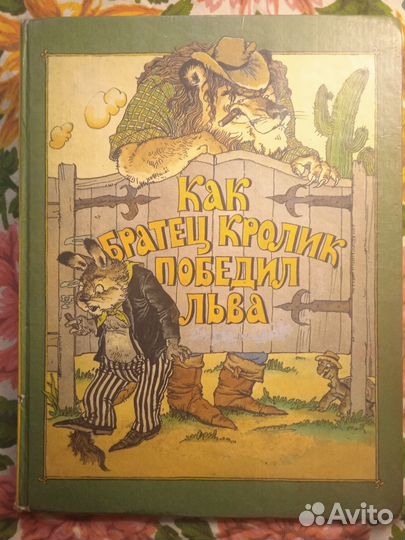 Как
Братец Кролик
победил
Льва
Avito